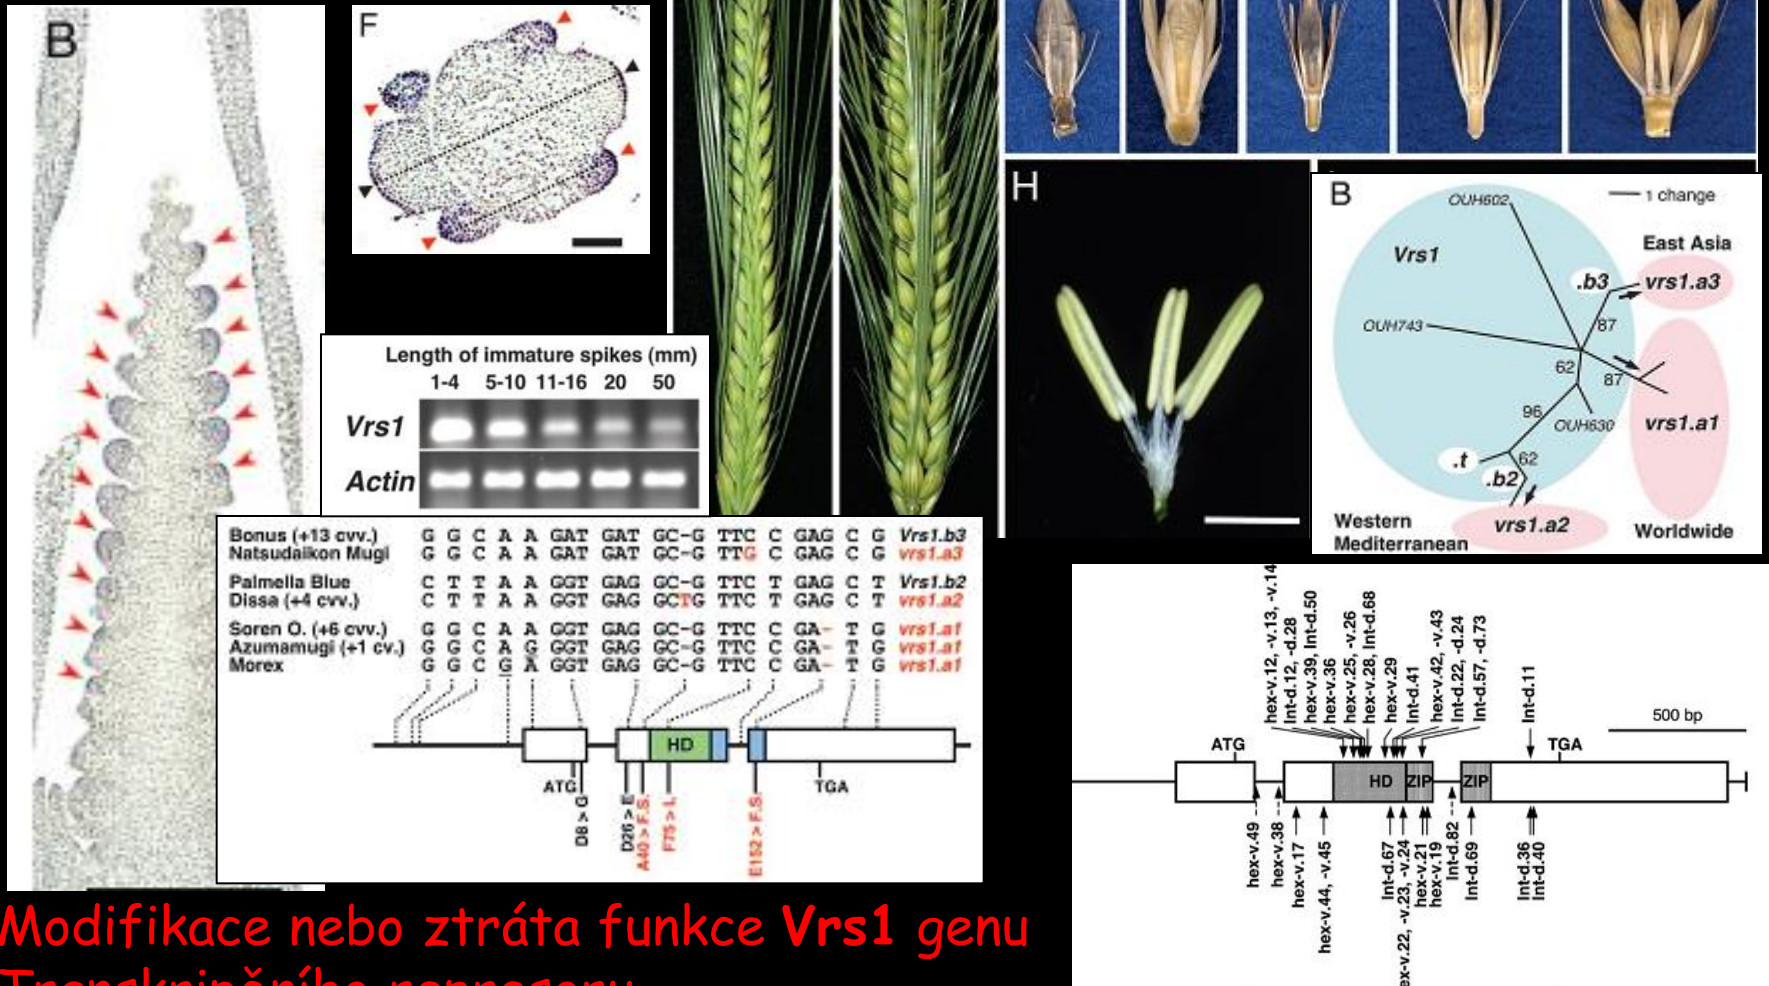 B
F
H
B
1 change
OUH602
Vrs1
East Asia
.b3
vrs1.a3
OUH743
87
62
87
96
OUH630
vrs1.a1
.t
62
.b2
Western
Mediterranean
vrs1.a2
Worldwide
Length of immature spikes (mm)
1-4 5-10 11-16 20 50
Vrs1
Actin
Bonus (+13 cvv.) G G C A A GAT GAT GC-G TTC C GAG C G Vrs1.b3
Natsudaikon Mugi G G C A A GAT GAT GC-G TTG C GAG C G vrs1.a3
Palmella Blue C T T A A GGT GAG GC-G TTC T GAG C T Vrs1.b2
Dissa (+4 cvv.) C T T A A GGT GAG GCTG TTC T GAG C T vrs1.a2
Soren O. (+6 cvv.) G G C A A GGT GAG GC-G TTC C GA- T G vrs1.a1
Azumamugi (+1 cv.) G G C A G GGT GAG GC-G TTC C GA- T G vrs1.a1
Morex G G C G A GGT GAG GC-G TTC C GA- T G vrs1.a1
HD
ATG
TGA
D8 > G
D26 > E
A40 > F.S.
F75 > L
E152 > F.S.
hex-v.12, -v.13, -v.14
Int-d.12, -d.28
hex-v.39, Int-d.50
hex-v.36
hex-v.25, -v.26
hex-v.28, Int-d.68
hex-v.29
Int-d.41
hex-v.42, -v.43
Int-d.22, -d.24
Int-d.57, -d.73
Int-d.11
500 bp
ATG
TGA
HD ZIP ZIP
hex-v.49
hex-v.38
hex-v.17
hex-v.44, -v.45
Int-d.67
ex-v.22, -v.23, -v.24
hex-v.21
hex-v.19
Int-d.82
Int-d.69
Int-d.36
Int-d.40
Modifikace nebo ztráta funkce Vrs1 genu